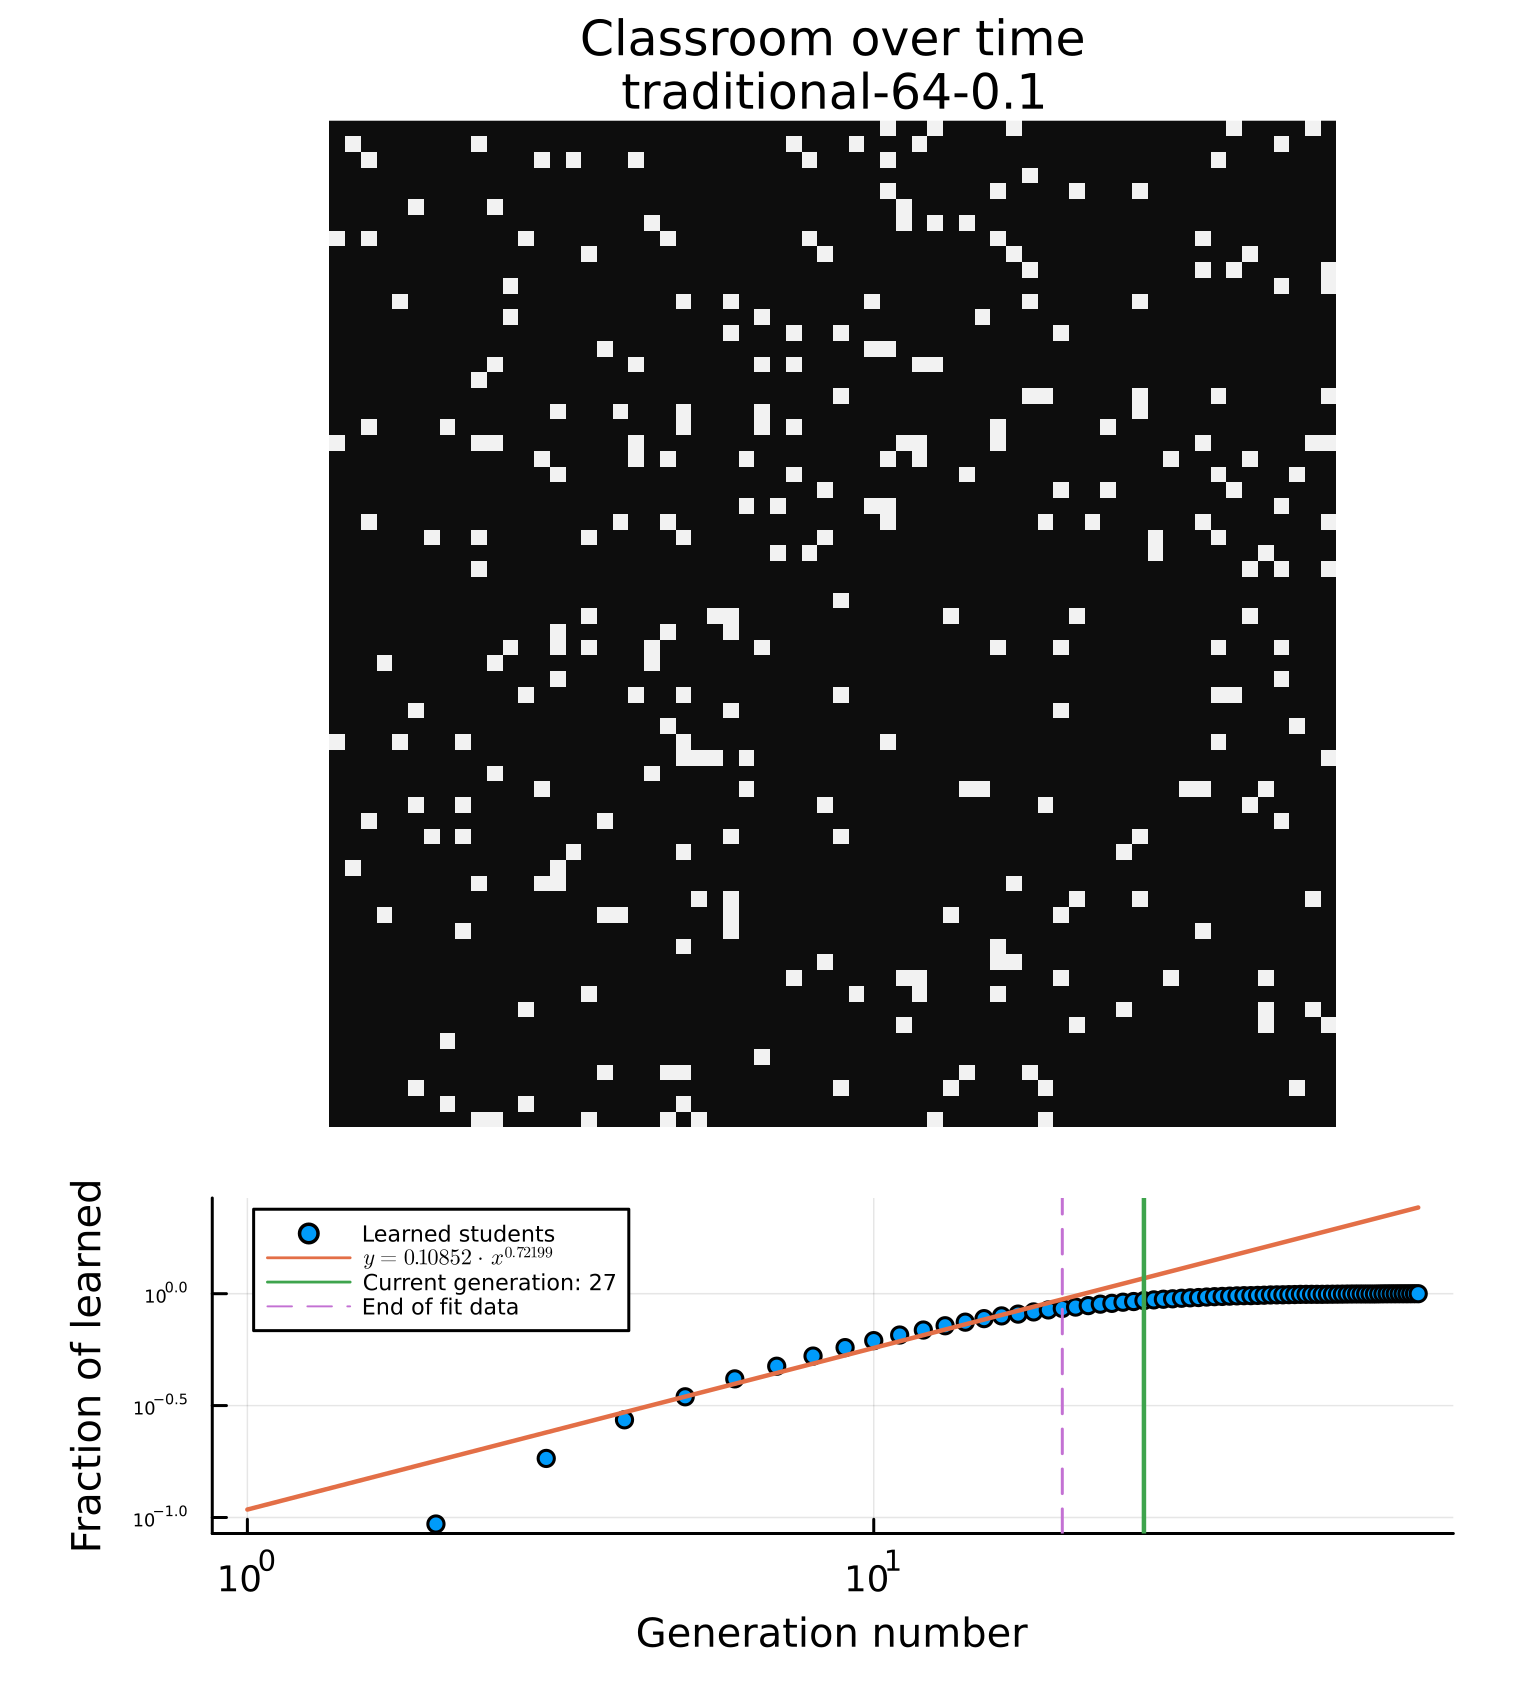 Classroom over time
traditional-64-0.1
Fraction of learned
Learned students
y = 0.10852 · x^0.72199
Current generation: 27
End of fit data
10^0.0
10^−0.5
10^−1.0
10^0
10^1
Generation number